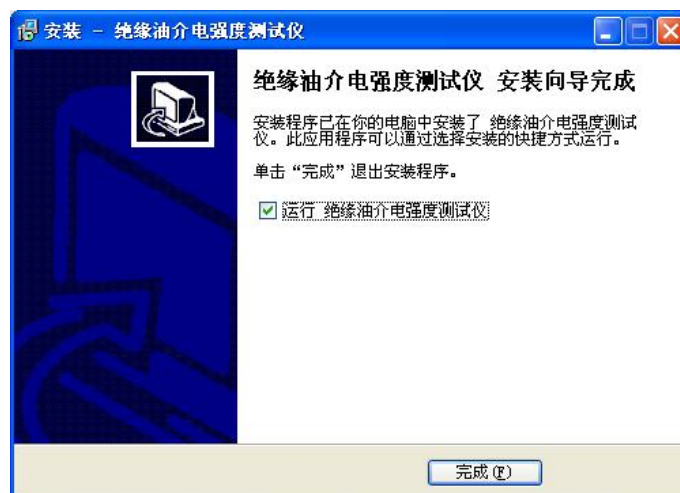 安装 - 绝缘油介电强度测试仪
绝缘油介电强度测试仪 安装向导完成
安装程序已在你的电脑中安装了 绝缘油介电强度测试
仪。此应用程序可以通过选择安装的快捷方式运行。
单击“完成”退出安装程序。
运行 绝缘油介电强度测试仪
完成(F)